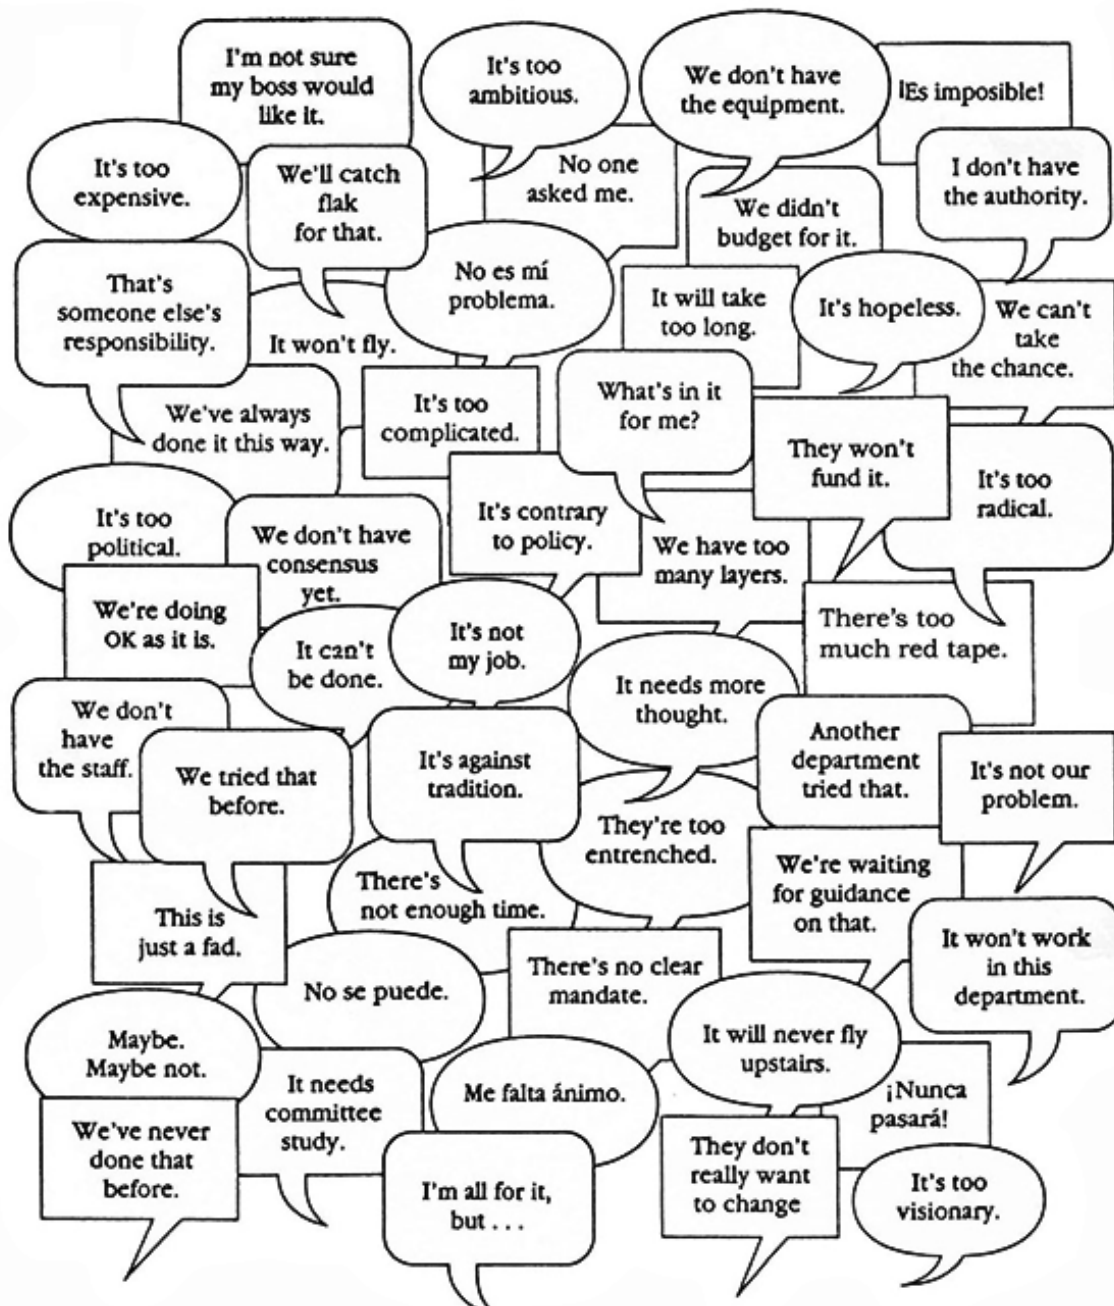 I'm not sure
my boss would
like it.
It's too
ambitious.
We don't have
the equipment.
¡Es imposible!
It's too
expensive.
We'll catch
flak
for that.
No one
asked me.
We didn't
budget for it.
I don't have
the authority.
That's
someone else's
responsibility.
It won't fly.
No es mí
problema.
It will take
too long.
It's hopeless.
We can't
take
the chance.
We've always
done it this way.
It's too
complicated.
What's in it
for me?
They won't
fund it.
It's too
radical.
It's too
political.
We don't have
consensus
yet.
It's contrary
to policy.
We have too
many layers.
We're doing
OK as it is.
It can't
be done.
It's not
my job.
It needs more
thought.
There's too
much red tape.
We don't
have
the staff.
We tried that
before.
It's against
tradition.
They're too
entrenched.
Another
department
tried that.
It's not our
problem.
This is
just a fad.
There's
not enough time.
We're waiting
for guidance
on that.
It won't work
in this
department.
No se puede.
There's no clear
mandate.
It will never fly
upstairs.
Maybe.
Maybe not.
It needs
committee
study.
Me falta ánimo.
¡Nunca
pasará!
We've never
done that
before.
I'm all for it,
but . . .
They don't
really want
to change
It's too
visionary.